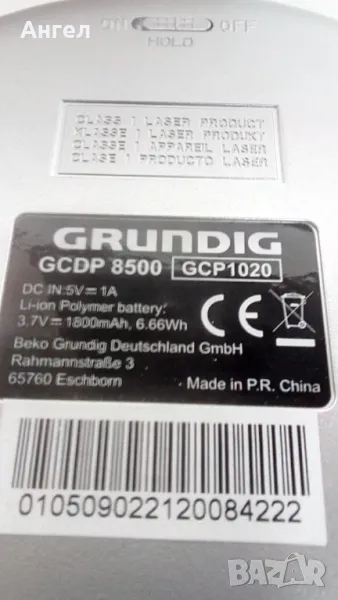 Ангел
ON OFF
HOLD
CLASS 1 LASER PRODUCT
KLASSE 1 LASER PRODUKT
CLASSE 1 APPAREIL LASER
CLASE 1 PRODUCTO LASER
GRUNDIG
GCDP 8500 GCP1020
DC IN:5V⎓1A
Li-ion Polymer battery:
3.7V⎓1800mAh, 6.66Wh
Beko Grundig Deutschland GmbH
Rahmannstraße 3
65760 Eschborn Made in P.R. China
CE
010509022120084222
BAZAR